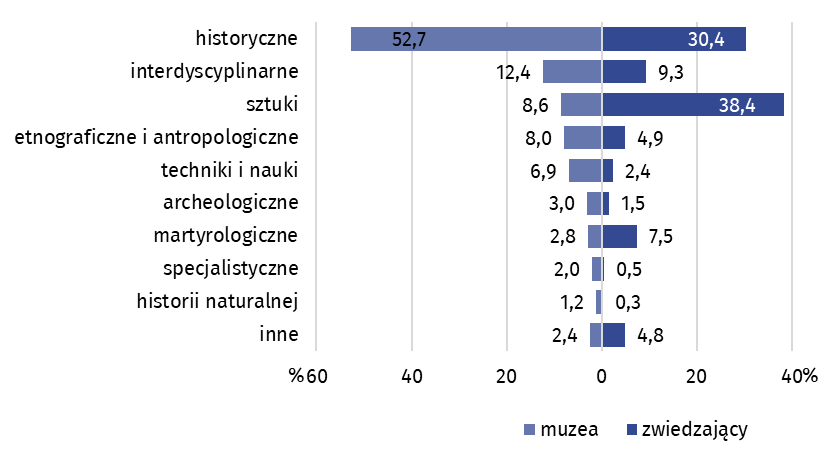 historyczne 52,7 30,4
interdyscyplinarne 12,4 9,3
sztuki 8,6 38,4
etnograficzne i antropologiczne 8,0 4,9
techniki i nauki 6,9 2,4
archeologiczne 3,0 1,5
martyrologiczne 2,8 7,5
specjalistyczne 2,0 0,5
historii naturalnej 1,2 0,3
inne 2,4 4,8
%60 40 20 0 20 40%
muzea zwiedzający